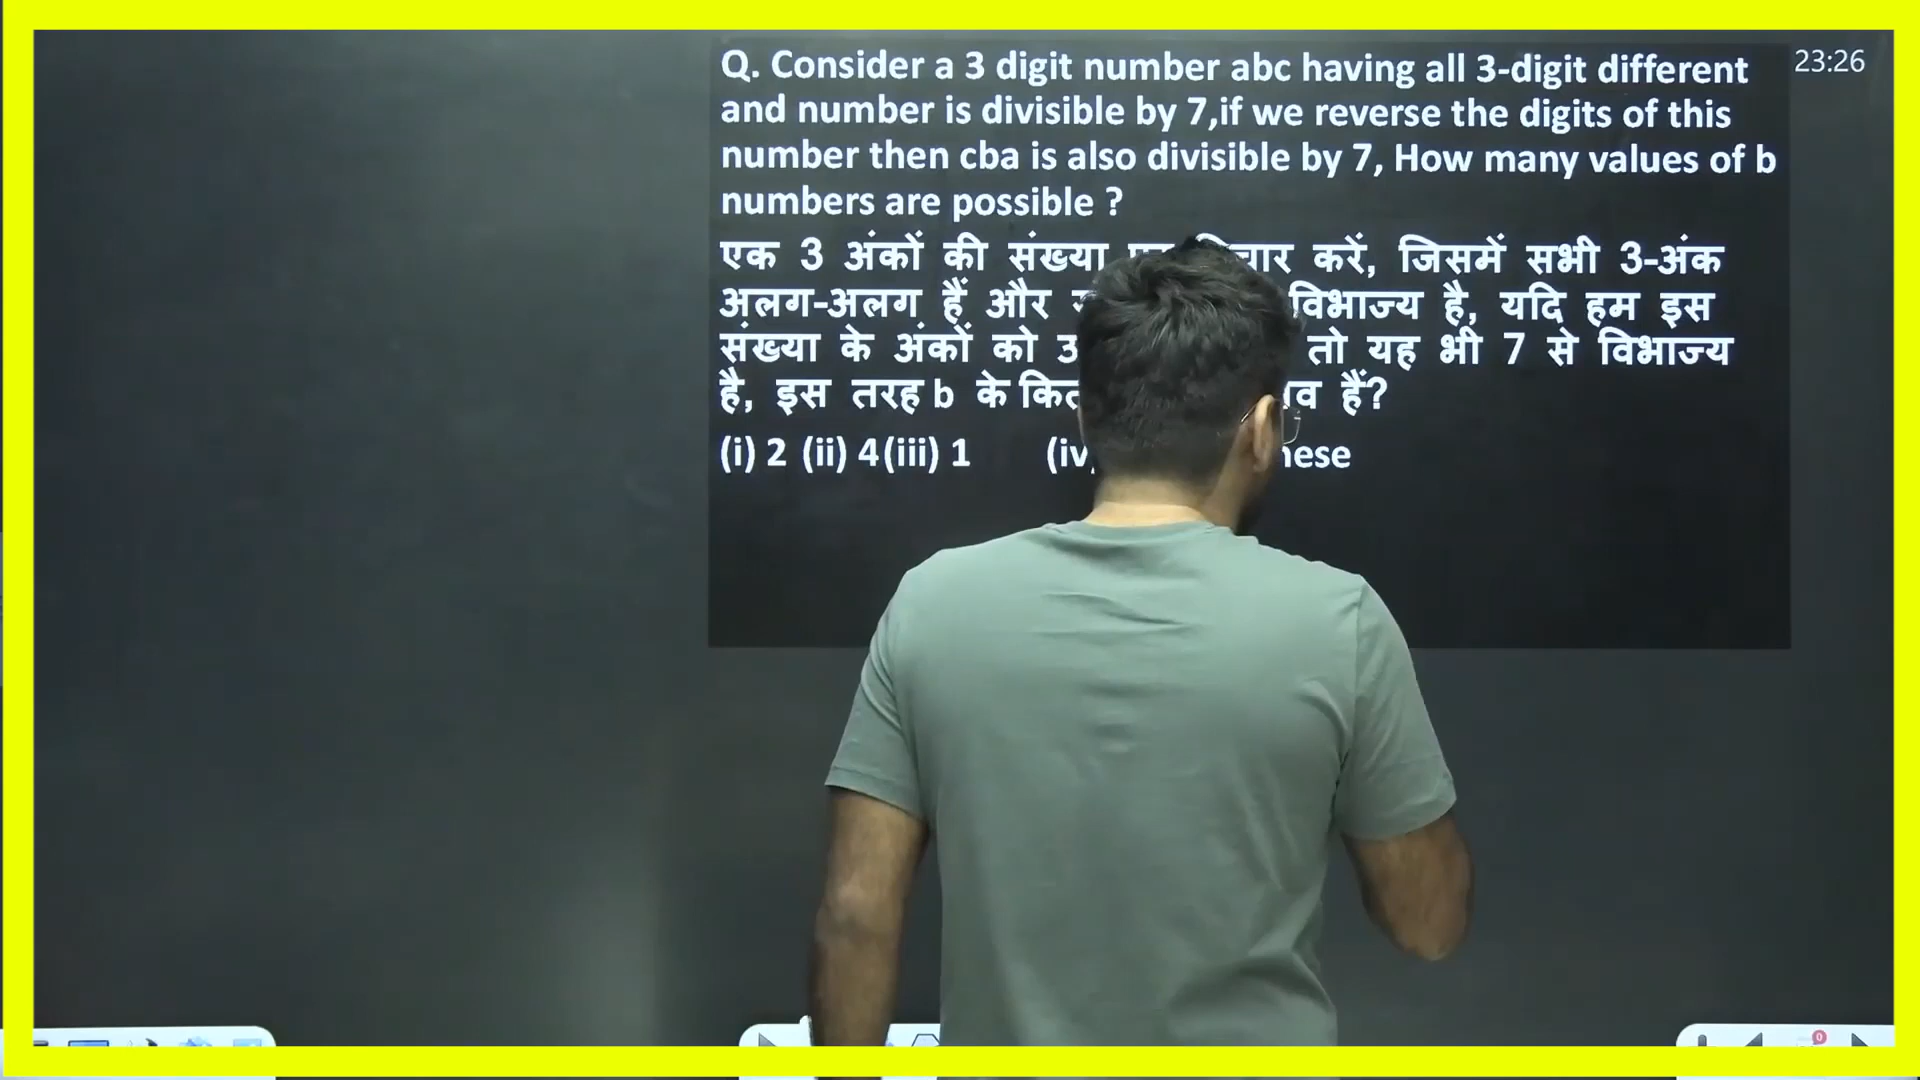 Q. Consider a 3 digit number abc having all 3-digit different
23:26
and number is divisible by 7,if we reverse the digits of this
number then cba is also divisible by 7, How many values of b
numbers are possible ?
एक 3 अंकों की संख्या करें, जिसमें सभी 3-अंक
अलग-अलग हैं और विभाज्य है, यदि हम इस
संख्या के अंकों को तो यह भी 7 से विभाज्य
है, इस तरह b के हैं?
(i) 2 (ii) 4(iii) 1
0